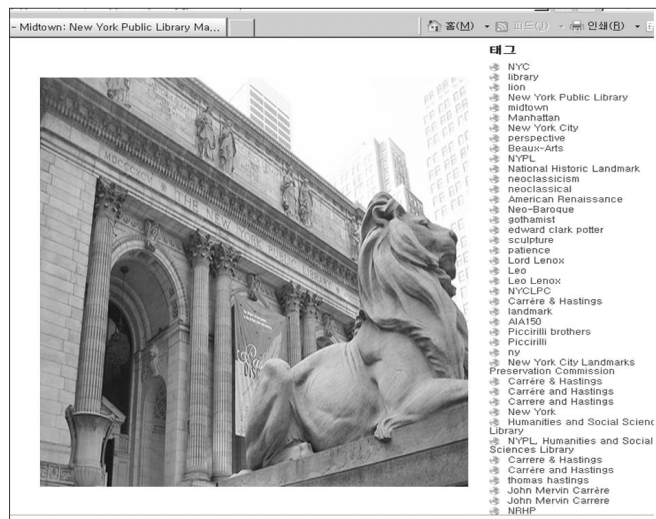 - Midtown: New York Public Library Ma...
홈(M)
피드(J)
인쇄(R)
태그
NYC
library
lion
New York Public Library
midtown
Manhattan
New York City
perspective
Beaux-Arts
NYPL
National Historic Landmark
neoclassicism
neoclassical
American Renaissance
Neo-Baroque
gothamist
edward clark potter
sculpture
patience
Lord Lenox
Leo
Leo Lenox
NYCLPC
Carrère & Hastings
landmark
AIA150
Piccirilli brothers
Piccirilli
ny
New York City Landmarks
Preservation Commission
Carrére & Hastings
Carrére and Hastings
Carrere and Hastings
New York
Humanities and Social Scienc
Library
NYPL, Humanities and Social
Sciences Library
Carrere & Hastings
Carrère and Hastings
thomas hastings
John Mervin Carrère
John Mervin Carrere
NRHP
MDCCCXCV THE NEW YORK PUBLIC LIBRARY